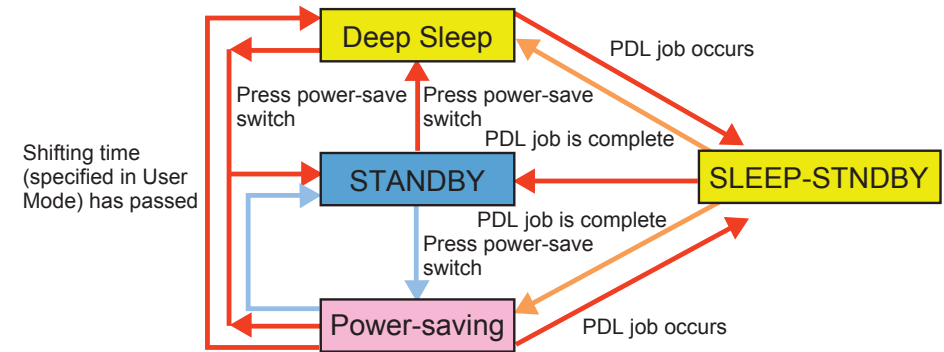 Deep Sleep
PDL job occurs
Press power-save
switch
Press power-save
switch
PDL job is complete
Shifting time
(specified in User
Mode) has passed
STANDBY
SLEEP-STNDBY
PDL job is complete
Press power-save
switch
Power-saving
PDL job occurs